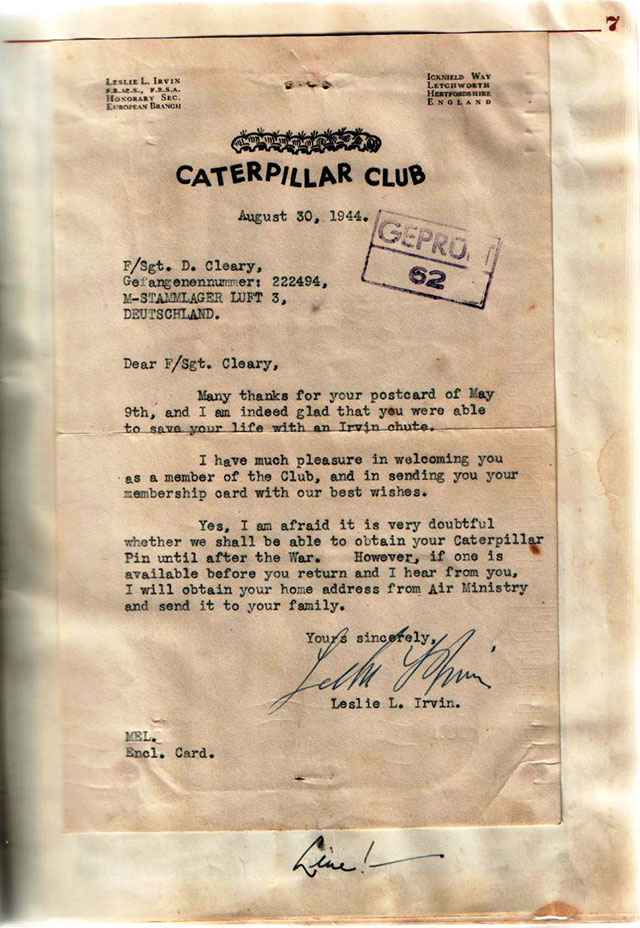 7
LESLIE L. IRVIN
F.R.AE.S., F.R.S.A.
HONORARY SEC.
EUROPEAN BRANCH
ICKNIELD WAY
LETCHWORTH
HERTFORDSHIRE
ENGLAND
CATERPILLAR CLUB
August 30, 1944.
GEPRÜFT
62
F/Sgt. D. Cleary,
Gefangenennummer: 222494,
M-STAMMLAGER LUFT 3,
DEUTSCHLAND.
Dear F/Sgt. Cleary,
Many thanks for your postcard of May
9th, and I am indeed glad that you were able
to save your life with an Irvin chute.
I have much pleasure in welcoming you
as a member of the Club, and in sending you your
membership card with our best wishes.
Yes, I am afraid it is very doubtful
whether we shall be able to obtain your Caterpillar
Pin until after the War. However, if one is
available before you return and I hear from you,
I will obtain your home address from Air Ministry
and send it to your family.
Yours sincerely,
Leslie L. Irvin.
MEL.
Encl. Card.